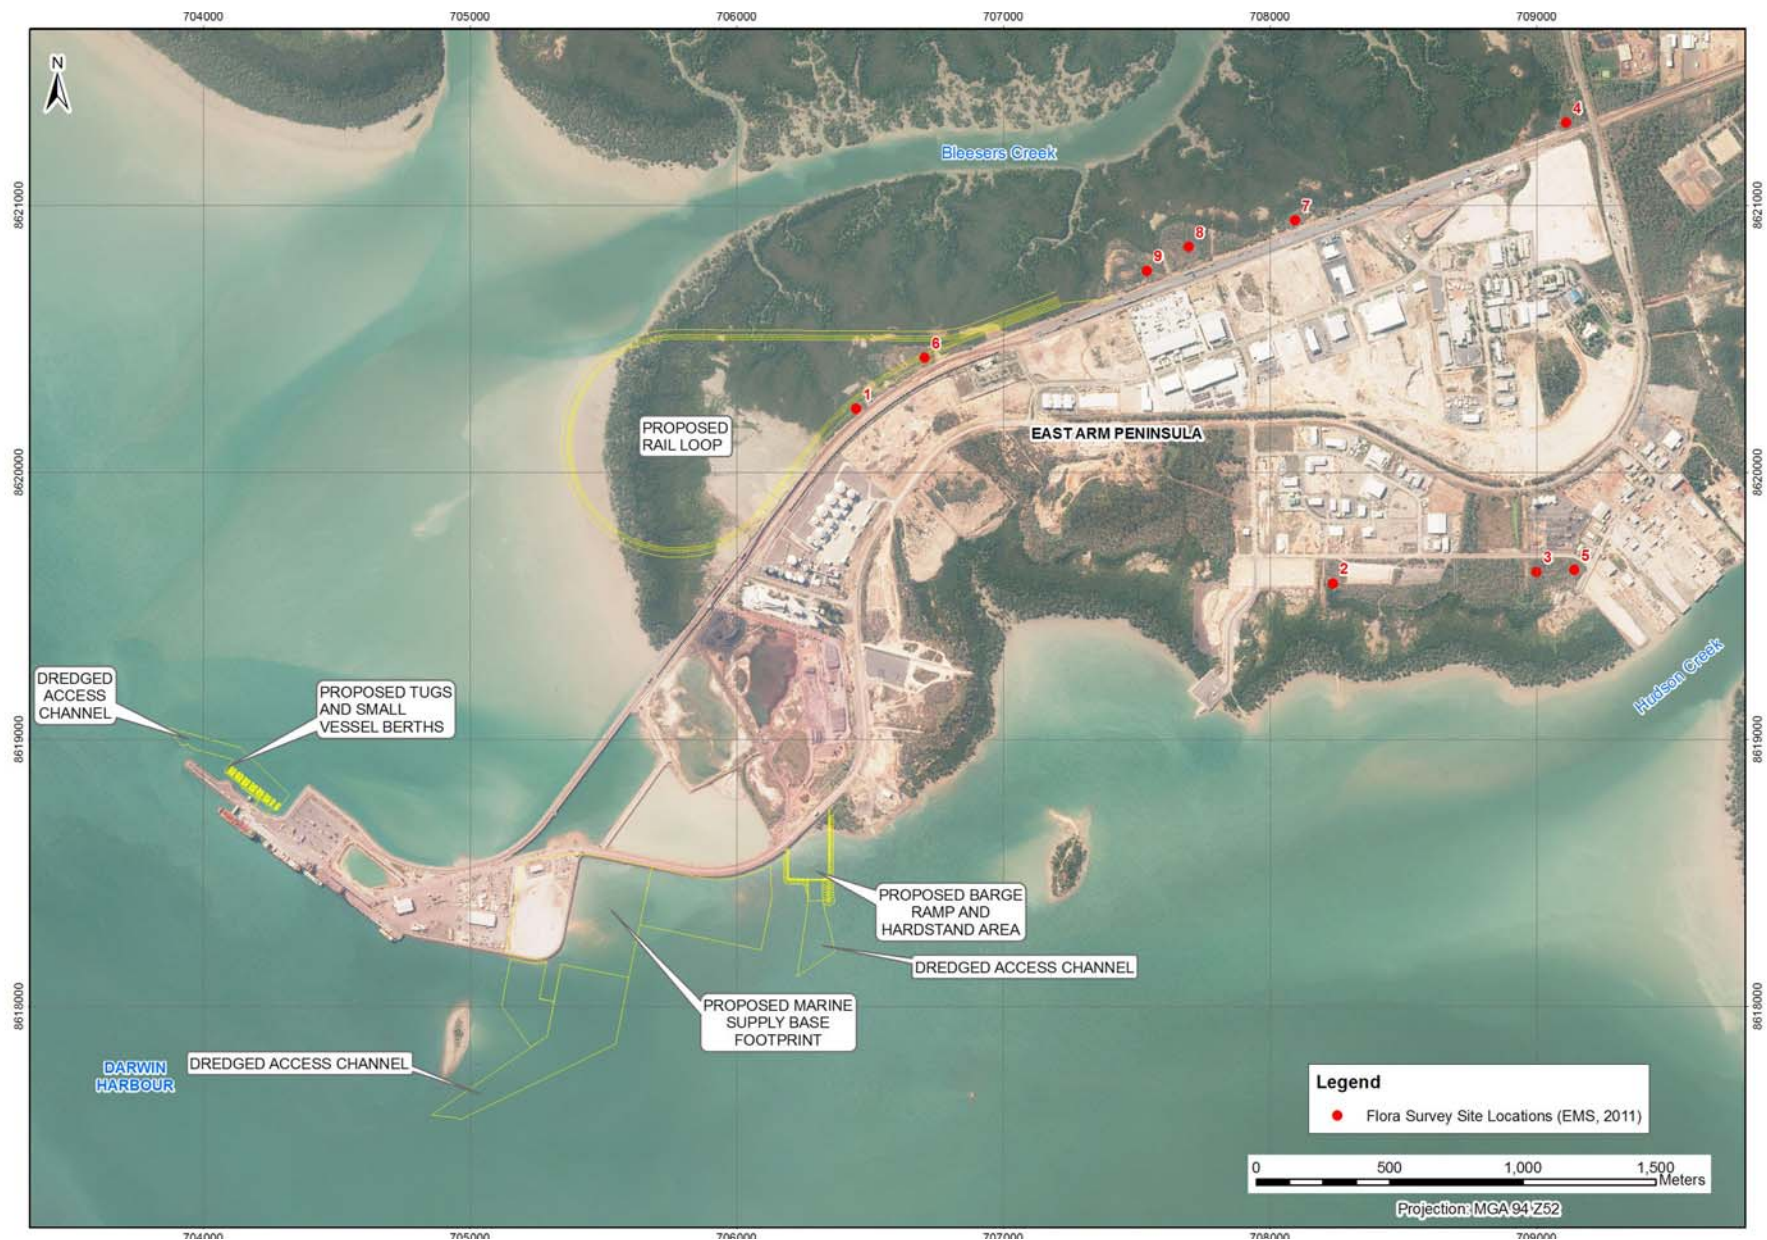 704000
705000
706000
707000
708000
709000
N
4
Bleesers Creek
7
8621000
8621000
8
9
6
1
PROPOSED
RAIL LOOP
EAST ARM PENINSULA
8620000
8620000
3
5
2
Hudson Creek
DREDGED
ACCESS
CHANNEL
PROPOSED TUGS
AND SMALL
VESSEL BERTHS
8619000
8619000
PROPOSED BARGE
RAMP AND
HARDSTAND AREA
DREDGED ACCESS CHANNEL
PROPOSED MARINE
SUPPLY BASE
FOOTPRINT
8618000
8618000
DREDGED ACCESS CHANNEL
DARWIN
HARBOUR
Legend
Flora Survey Site Locations (EMS, 2011)
0 500 1,000 1,500
Meters
Projection: MGA 94 Z52
704000
705000
706000
707000
708000
709000